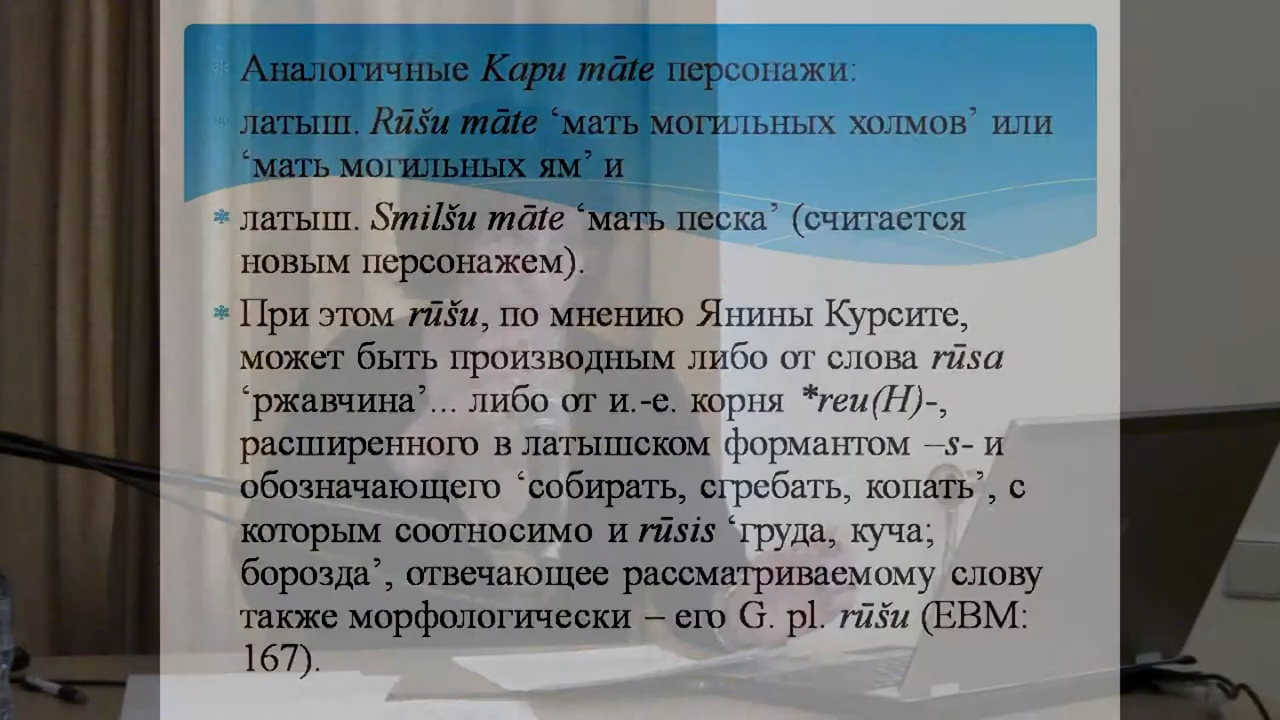 * Аналогичные Kapu māte персонажи:
* латыш. Rūšu māte ‘мать могильных холмов’ или
‘мать могильных ям’ и
* латыш. Smilšu māte ‘мать песка’ (считается
новым персонажем).
* При этом rūšu, по мнению Янины Курсите,
может быть производным либо от слова rūsa
‘ржавчина’... либо от и.-е. корня *reu(H)-,
расширенного в латышском формантом –s- и
обозначающего ‘собирать, сгребать, копать’, с
которым соотносимо и rūsis ‘груда, куча;
борозда’, отвечающее рассматриваемому слову
также морфологически – его G. pl. rūšu (ЕВМ:
167).